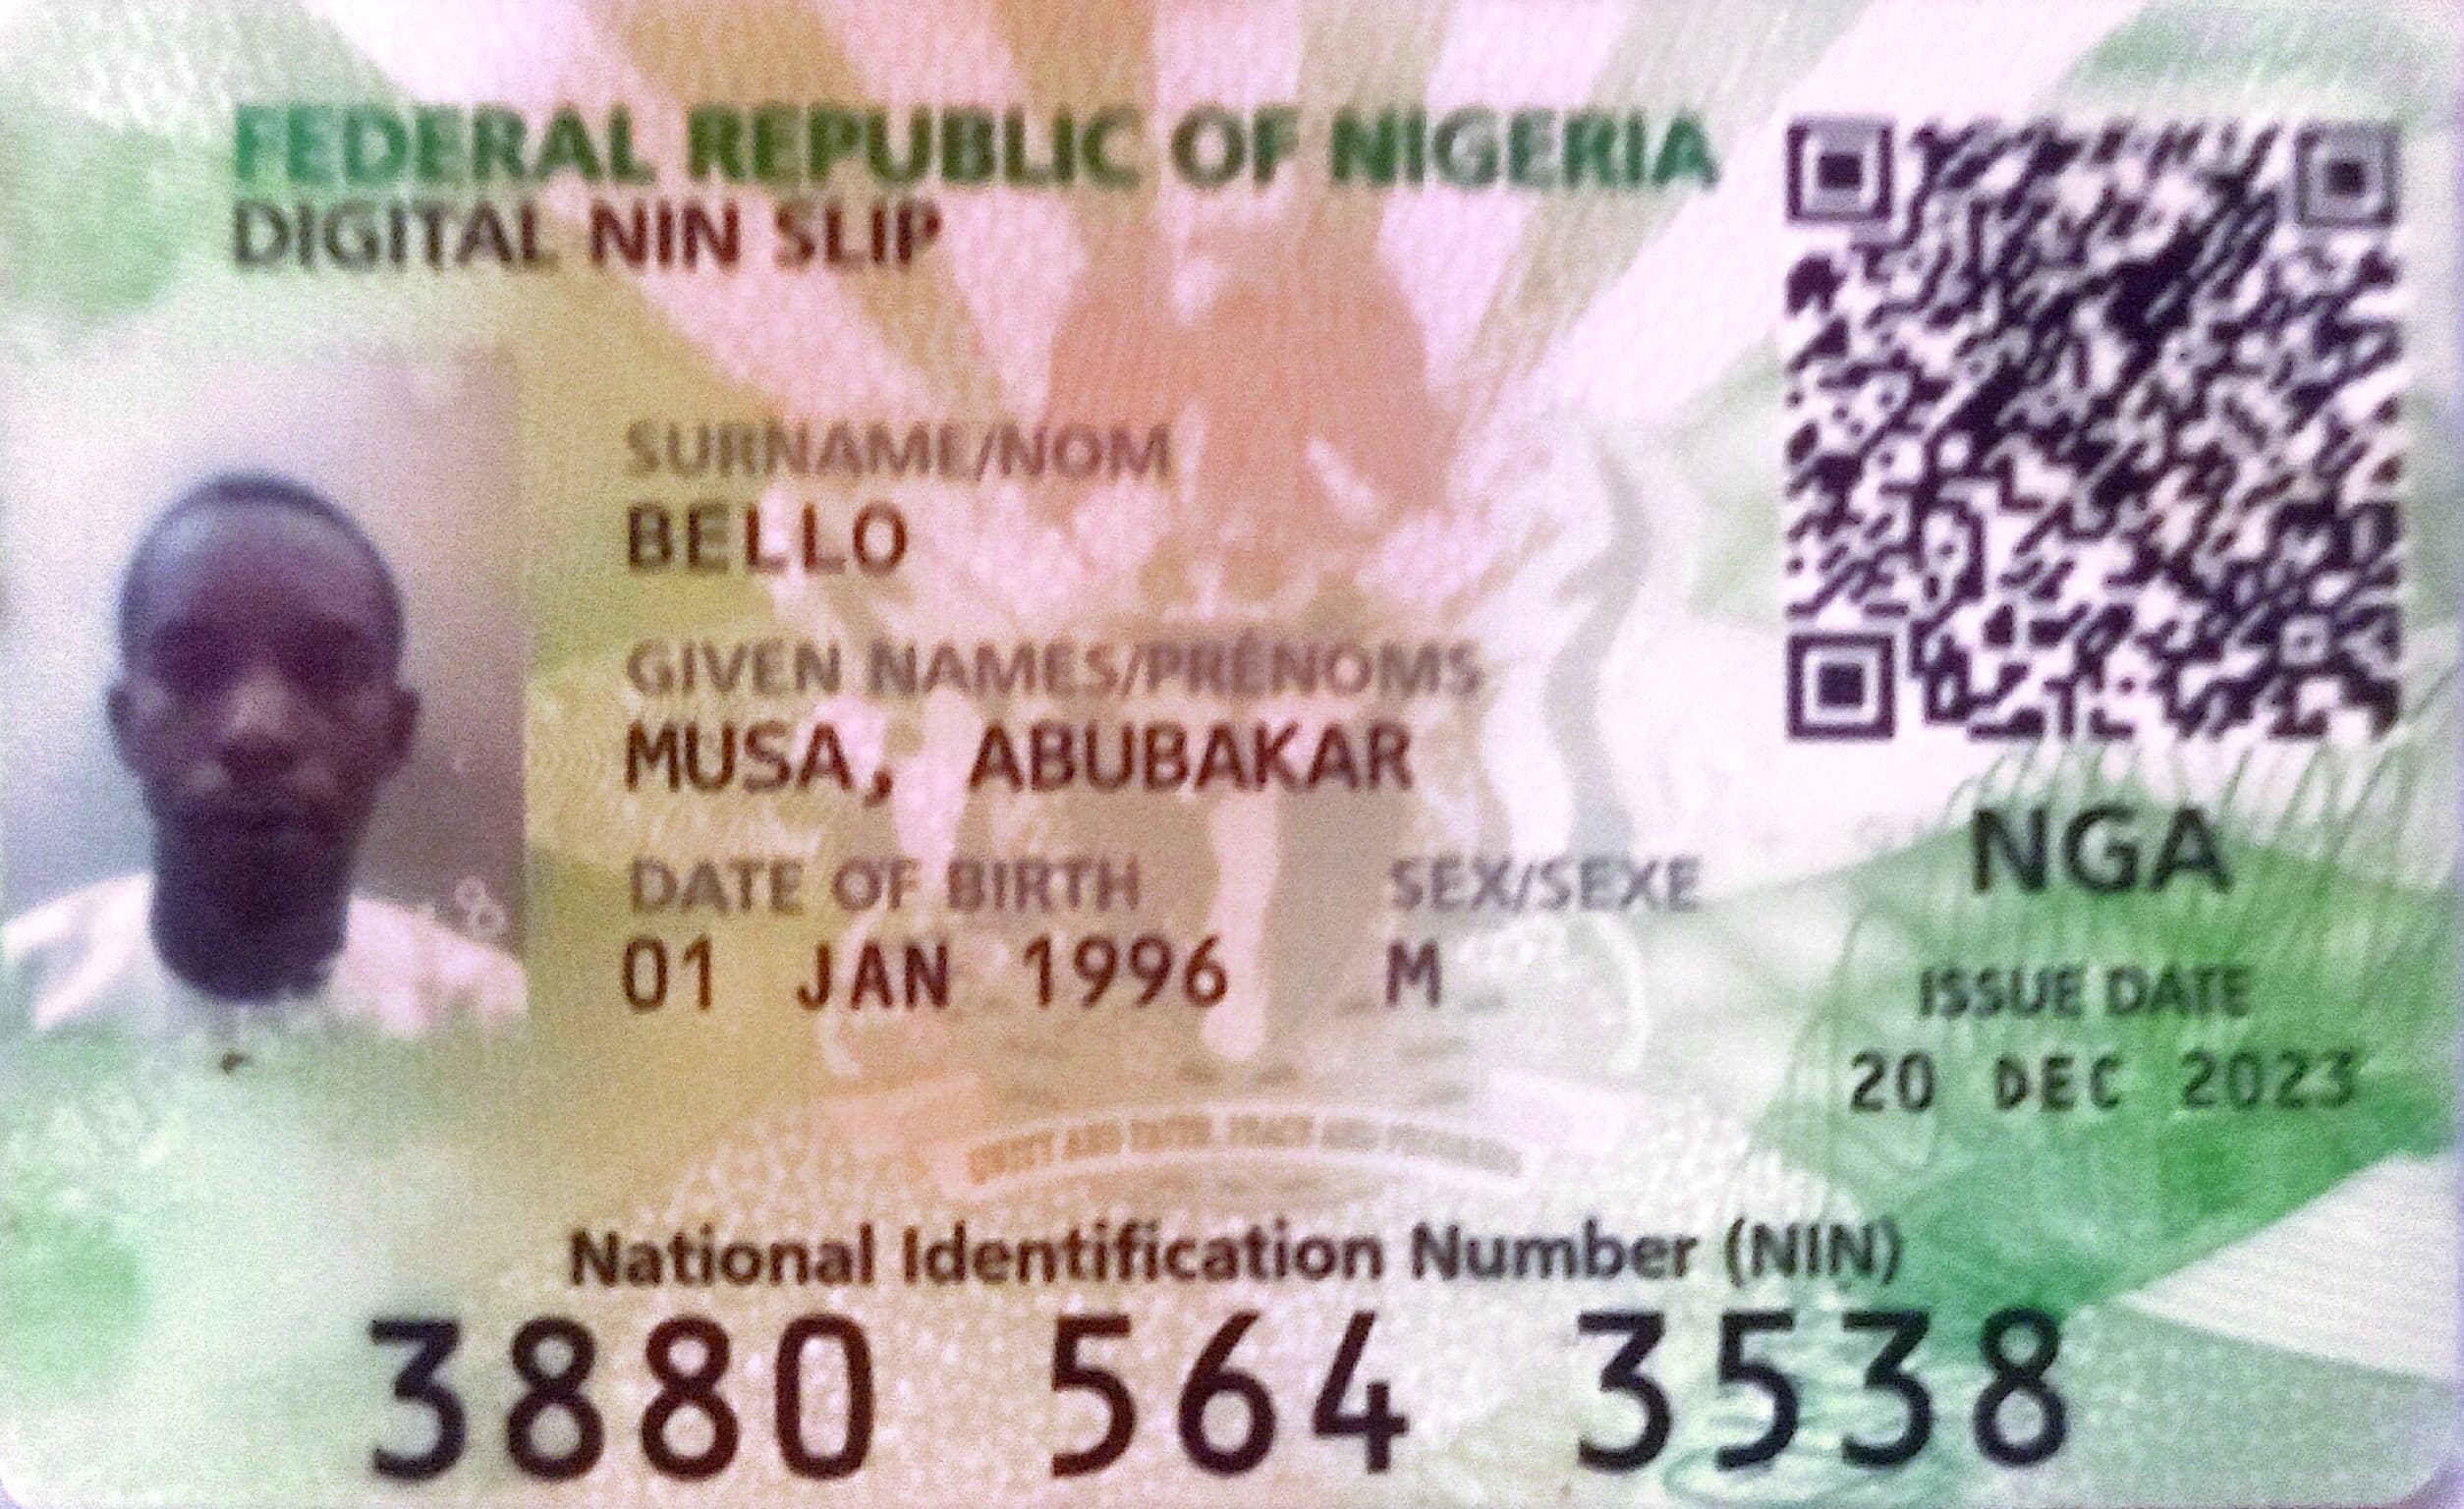 FEDERAL REPUBLIC OF NIGERIA
DIGITAL NIN SLIP
SURNAME/NOM
BELLO
GIVEN NAMES/PRÉNOMS
MUSA, ABUBAKAR
DATE OF BIRTH SEX/SEXE
01 JAN 1996 M
NGA
ISSUE DATE
20 DEC 2023
UNITY AND FAITH, PEACE AND PROGRESS
National Identification Number (NIN)
3880 564 3538